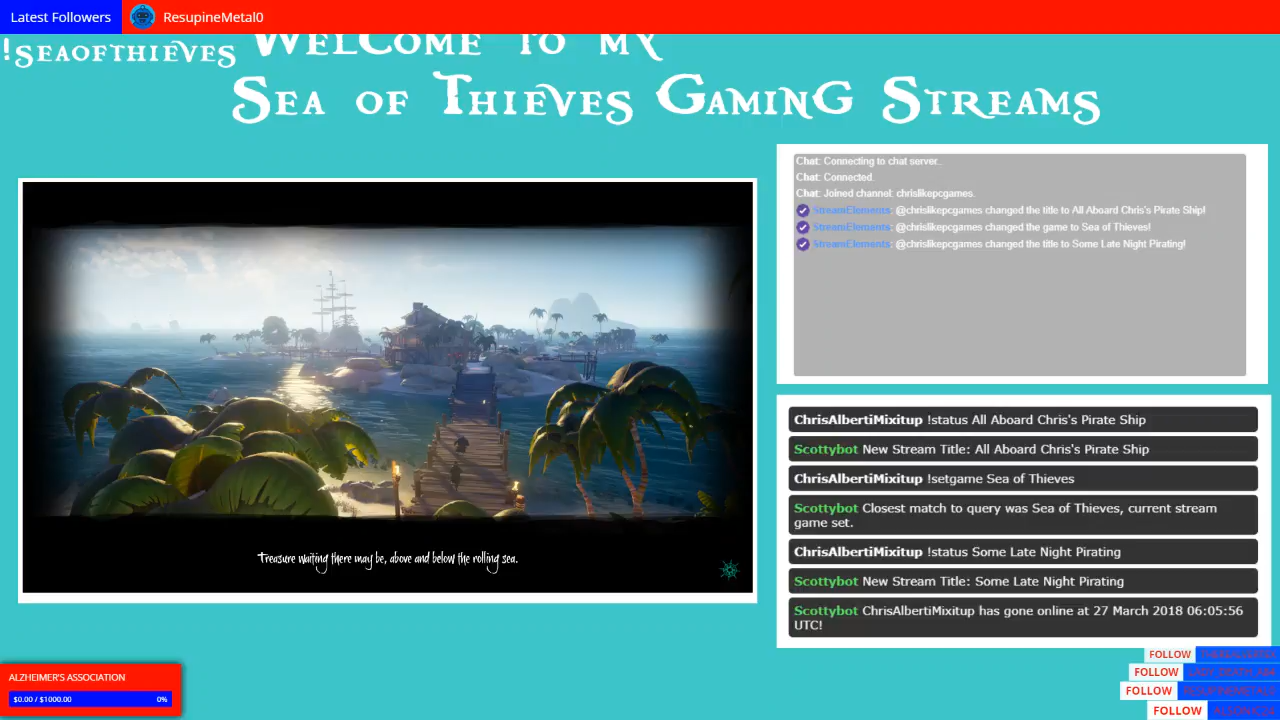 Latest Followers
ResupineMetal0
!Seaofthieves
Welcome to my
Sea of Thieves Gaming Streams
Chat: Connecting to chat server..
Chat: Connected.
Chat: Joined channel: chrislikepcgames.
StreamElements: @chrislikepcgames changed the title to All Aboard Chris's Pirate Ship!
StreamElements: @chrislikepcgames changed the game to Sea of Thieves!
StreamElements: @chrislikepcgames changed the title to Some Late Night Pirating!
Treasure waiting there may be, above and below the rolling sea.
ChrisAlbertiMixitup !status All Aboard Chris's Pirate Ship
Scottybot New Stream Title: All Aboard Chris's Pirate Ship
ChrisAlbertiMixitup !setgame Sea of Thieves
Scottybot Closest match to query was Sea of Thieves, current stream
game set.
ChrisAlbertiMixitup !status Some Late Night Pirating
Scottybot New Stream Title: Some Late Night Pirating
Scottybot ChrisAlbertiMixitup has gone online at 27 March 2018 06:05:56
UTC!
ALZHEIMER'S ASSOCIATION
$0.00 / $1000.00 0%
FOLLOW
FOLLOW
FOLLOW RESUPINEMETAL0
FOLLOW